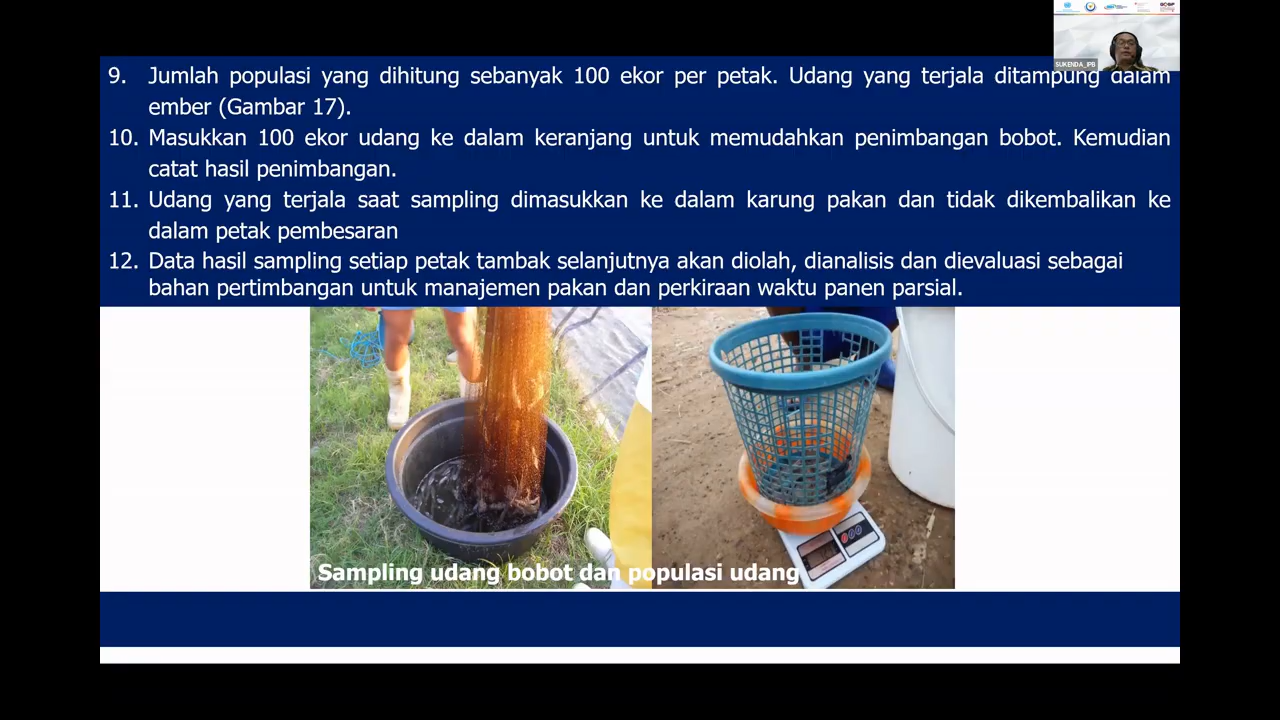 SUKENDA_IPB
9. Jumlah populasi yang dihitung sebanyak 100 ekor per petak. Udang yang terjala ditampung dalam
ember (Gambar 17).
10. Masukkan 100 ekor udang ke dalam keranjang untuk memudahkan penimbangan bobot. Kemudian
catat hasil penimbangan.
11. Udang yang terjala saat sampling dimasukkan ke dalam karung pakan dan tidak dikembalikan ke
dalam petak pembesaran
12. Data hasil sampling setiap petak tambak selanjutnya akan diolah, dianalisis dan dievaluasi sebagai
bahan pertimbangan untuk manajemen pakan dan perkiraan waktu panen parsial.
Sampling udang bobot dan populasi udang